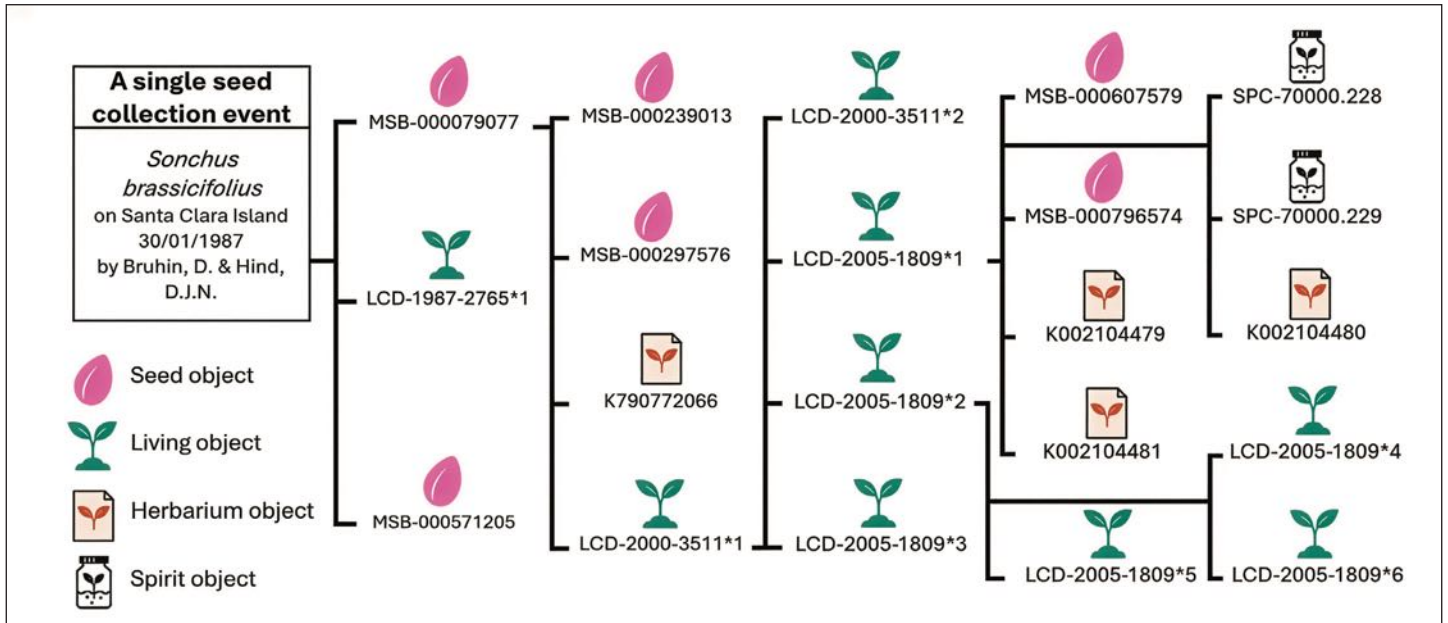 A single seed
collection event
Sonchus
brassicifolius
on Santa Clara Island
30/01/1987
by Bruhin, D. & Hind,
D.J.N.
Seed object
Living object
Herbarium object
Spirit object
MSB-000079077
LCD-1987-2765*1
MSB-000571205
MSB-000239013
MSB-000297576
K790772066
LCD-2000-3511*1
LCD-2000-3511*2
LCD-2005-1809*1
LCD-2005-1809*2
LCD-2005-1809*3
MSB-000607579
MSB-000796574
K002104479
K002104481
LCD-2005-1809*5
SPC-70000.228
SPC-70000.229
K002104480
LCD-2005-1809*4
LCD-2005-1809*6